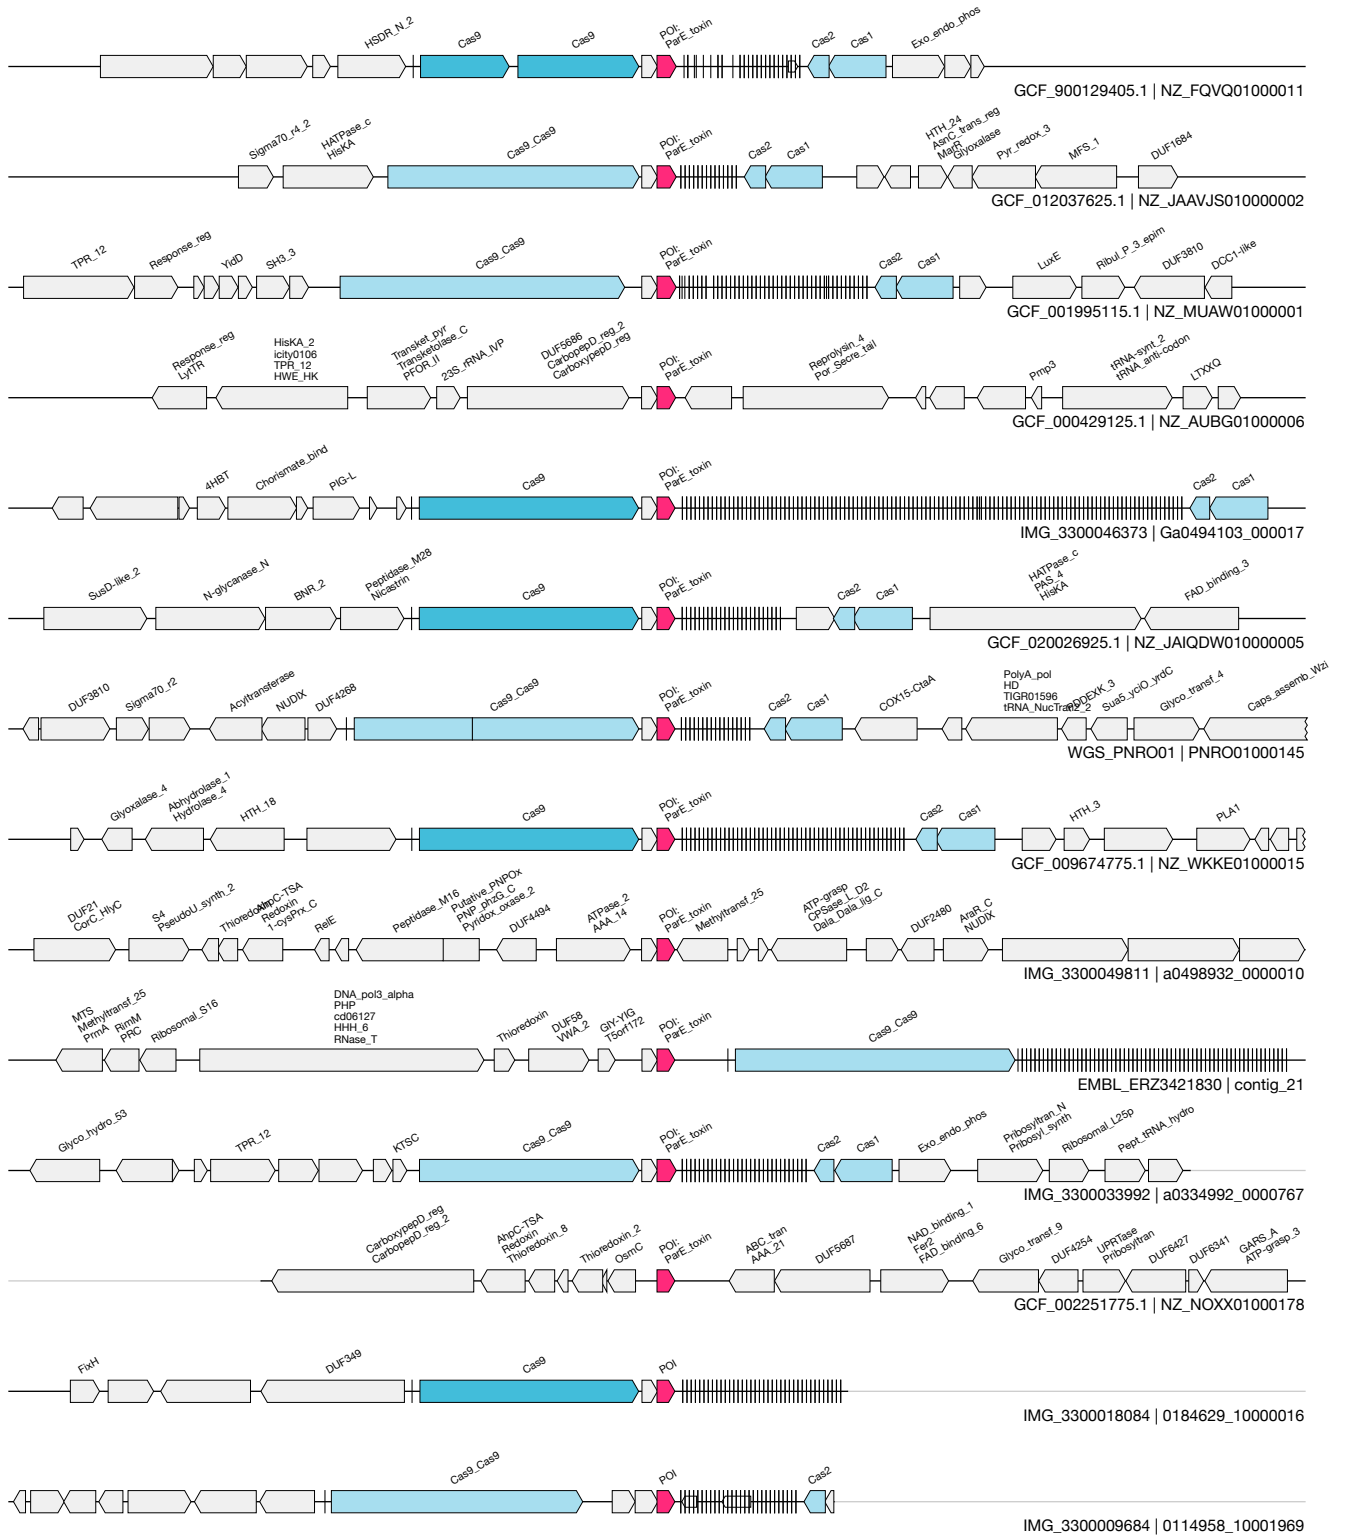 HSDR_N_2
Cas9
Cas9
POI:
ParE_toxin
Cas2
Cas1
Exo_endo_phos
GCF_900129405.1 | NZ_FQVQ01000011
Sigma70_r4_2
HATPase_c
HisKA
Cas9_Cas9
POI:
ParE_toxin
Cas2
Cas1
HTH_24
AsnC_trans_reg
MarR
Glyoxalase
Pyr_redox_3
MFS_1
DUF1684
GCF_012037625.1 | NZ_JAAVJS010000002
TPR_12
Response_reg
YidD
SH3_3
Cas9_Cas9
POI:
ParE_toxin
Cas2
Cas1
LuxE
Ribul_P_3_epim
DUF3810
DCC1-like
GCF_001995115.1 | NZ_MUAW01000001
Response_reg
LytTR
HisKA_2
icity0106
TPR_12
HWE_HK
Transket_pyr
Transketolase_C
PFOR_II
23S_rRNA_IVP
DUF5686
CarbopepD_reg_2
CarboxypepD_reg
POI:
ParE_toxin
Reprolysin_4
Por_Secre_tail
Pmp3
tRNA-synt_2
tRNA_anti-codon
LTXXQ
GCF_000429125.1 | NZ_AUBG01000006
4HBT
Chorismate_bind
PIG-L
Cas9
POI:
ParE_toxin
Cas2
Cas1
IMG_3300046373 | Ga0494103_000017
SusD-like_2
N-glycanase_N
BNR_2
Peptidase_M28
Nicastrin
Cas9
POI:
ParE_toxin
Cas2
Cas1
HATPase_c
PAS_4
HisKA
FAD_binding_3
GCF_020026925.1 | NZ_JAIQDW010000005
DUF3810
Sigma70_r2
Acyltransferase
NUDIX
DUF4268
Cas9_Cas9
POI:
ParE_toxin
Cas2
Cas1
COX15-CtaA
PolyA_pol
HD
TIGR01596
tRNA_NucTran2_2
PDDEXK_3
Sua5_yciO_yrdC
Glyco_transf_4
Caps_assemb_Wzi
WGS_PNRO01 | PNRO01000145
Glyoxalase_4
Abhydrolase_1
Hydrolase_4
HTH_18
Cas9
POI:
ParE_toxin
Cas2
Cas1
HTH_3
PLA1
GCF_009674775.1 | NZ_WKKE01000015
DUF21
CorC_HlyC
S4
PseudoU_synth_2
Thioredoxin
AhpC-TSA
Redoxin
1-cysPrx_C
RelE
Peptidase_M16
Putative_PNPOx
PNP_phzG_C
Pyridox_oxase_2
DUF4494
ATPase_2
AAA_14
POI:
ParE_toxin
Methyltransf_25
ATP-grasp
CPSase_L_D2
Dala_Dala_lig_C
DUF2480
AraR_C
NUDIX
IMG_3300049811 | a0498932_0000010
MTS
Methyltransf_25
PrmA
RimM
PRC
Ribosomal_S16
DNA_pol3_alpha
PHP
cd06127
HHH_6
RNase_T
Thioredoxin
DUF58
VWA_2
GIY-YIG
T5orf172
POI:
ParE_toxin
Cas9_Cas9
EMBL_ERZ3421830 | contig_21
Glyco_hydro_53
TPR_12
KTSC
Cas9_Cas9
POI:
ParE_toxin
Cas2
Cas1
Exo_endo_phos
Pribosyltran_N
Pribosyl_synth
Ribosomal_L25p
Pept_tRNA_hydro
IMG_3300033992 | a0334992_0000767
CarboxypepD_reg
CarbopepD_reg_2
AhpC-TSA
Redoxin
Thioredoxin_8
Thioredoxin_2
OsmC
POI:
ParE_toxin
ABC_tran
AAA_21
DUF5687
NAD_binding_1
Fer2
FAD_binding_6
Glyco_transf_9
DUF4254
UPRTase
Pribosyltran
DUF6427
DUF6341
GARS_A
ATP-grasp_3
GCF_002251775.1 | NZ_NOXX01000178
FixH
DUF349
Cas9
POI
IMG_3300018084 | 0184629_10000016
Cas9_Cas9
POI
Cas2
IMG_3300009684 | 0114958_10001969